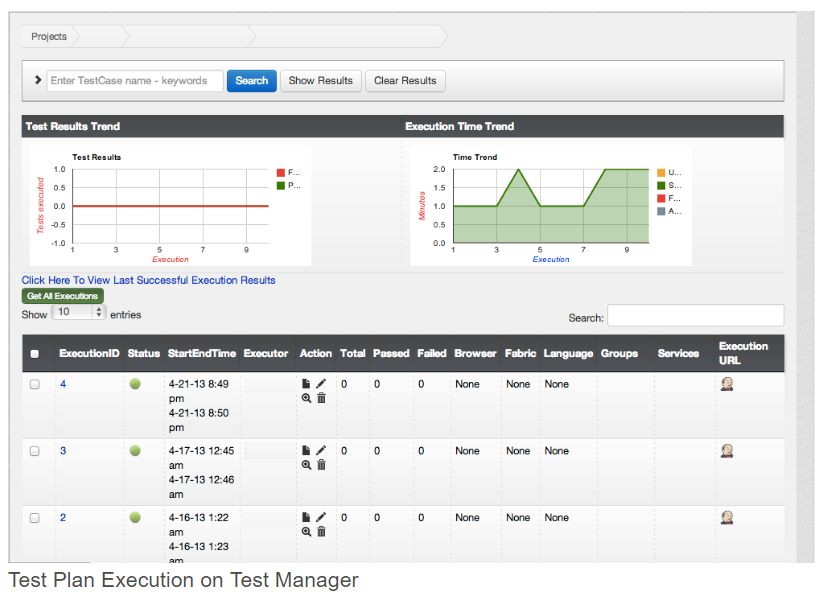 Projects
Enter TestCase name - keywords Search Show Results Clear Results
Test Results Trend Execution Time Trend
Test Results
1.0
0.5
0.0
-0.5
-1.0
Tests executed
1 3 5 7 9
Execution
F...
P...
Time Trend
2.0
1.5
1.0
0.5
0.0
Minutes
1 3 5 7 9
Execution
U...
S...
F...
A...
Click Here To View Last Successful Execution Results
Get All Executions
Show 10 entries Search:
ExecutionID Status StartEndTime Executor Action Total Passed Failed Browser Fabric Language Groups Services Execution
URL
4 4-21-13 8:49 0 0 0 None None None
pm
4-21-13 8:50
pm
3 4-17-13 12:45 0 0 0 None None None
am
4-17-13 12:46
am
2 4-16-13 1:22 0 0 0 None None None
am
4-16-13 1:23
am
Test Plan Execution on Test Manager